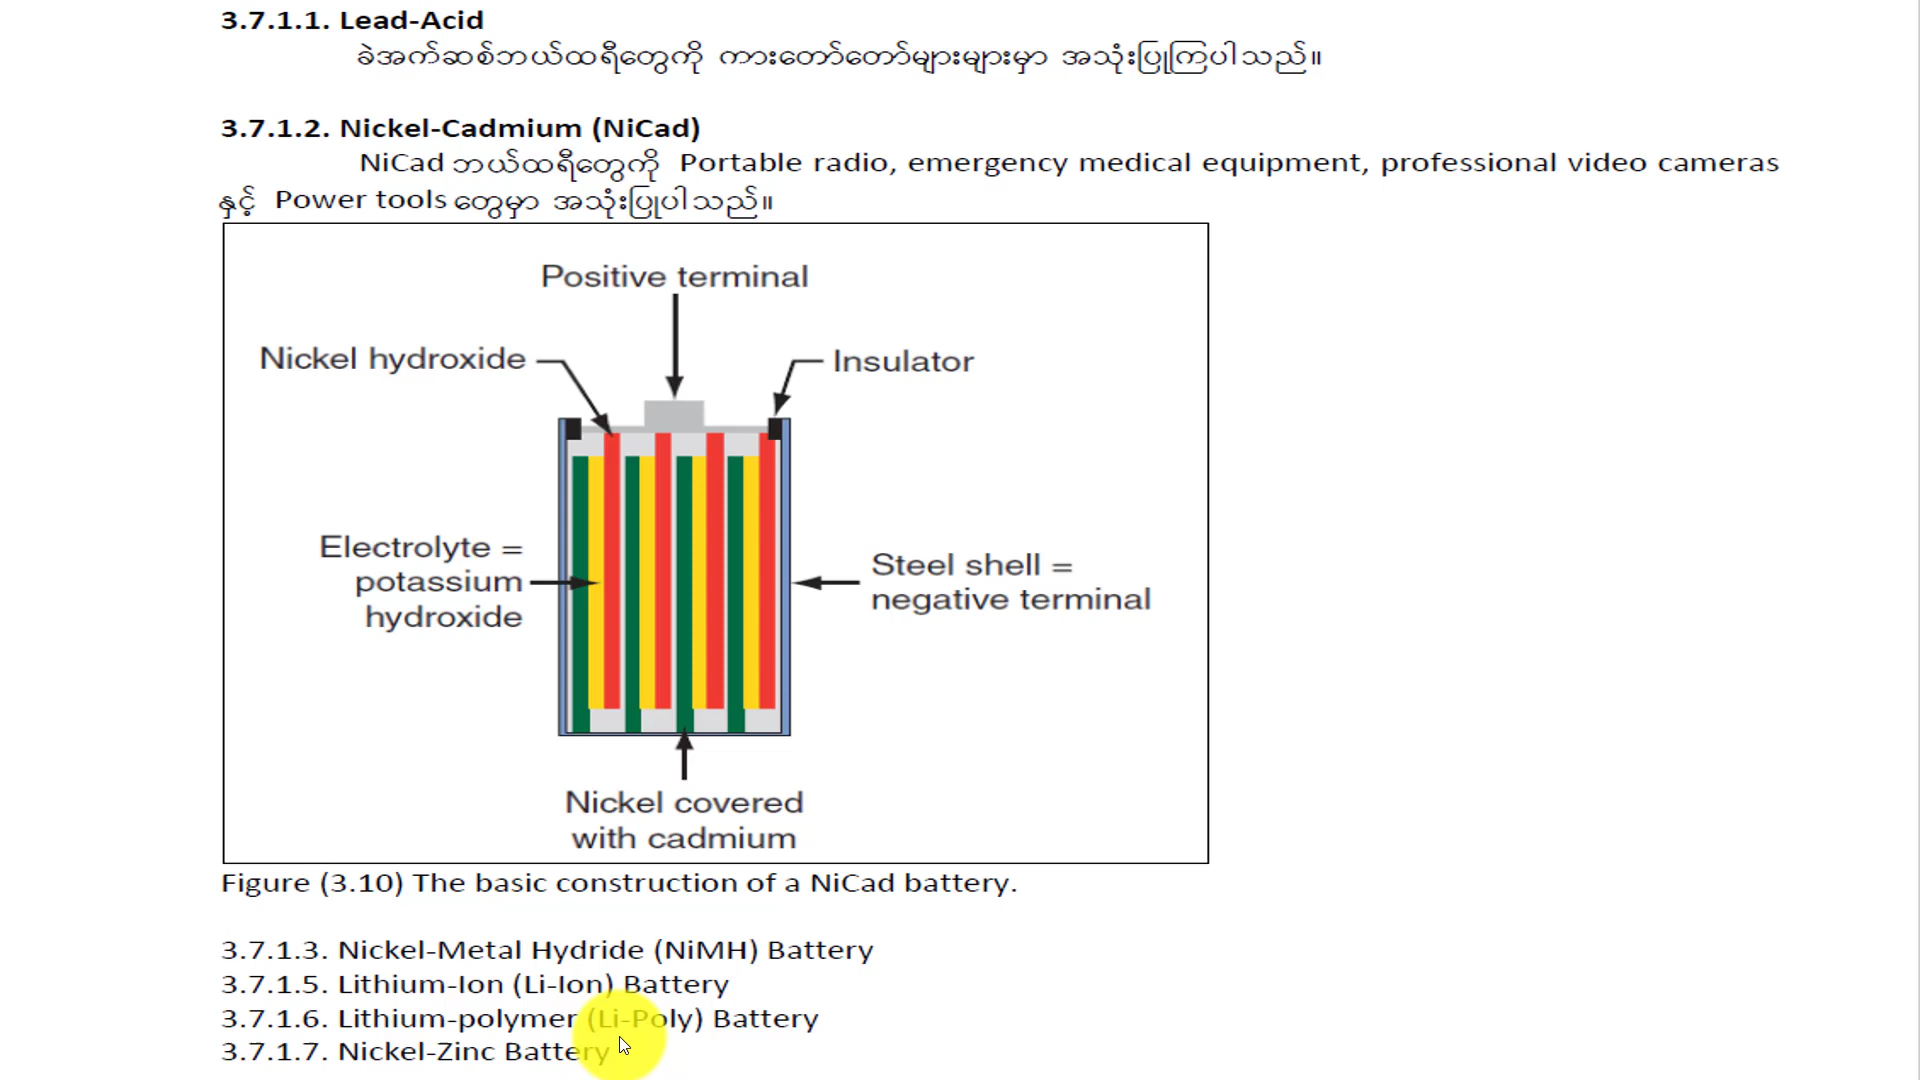 3.7.1.1. Lead-Acid
ခဲအက်ဆစ်ဘယ်ထရီတွေကို ကားတော်တော်များများမှာ အသုံးပြုကြပါသည်။
3.7.1.2. Nickel-Cadmium (NiCad)
NiCad ဘယ်ထရီတွေကို Portable radio, emergency medical equipment, professional video cameras
နှင့် Power tools တွေမှာ အသုံးပြုပါသည်။
Positive terminal
Nickel hydroxide
Insulator
Electrolyte =
potassium
hydroxide
Steel shell =
negative terminal
Nickel covered
with cadmium
Figure (3.10) The basic construction of a NiCad battery.
3.7.1.3. Nickel-Metal Hydride (NiMH) Battery
3.7.1.5. Lithium-Ion (Li-Ion) Battery
3.7.1.6. Lithium-polymer (Li-Poly) Battery
3.7.1.7. Nickel-Zinc Battery